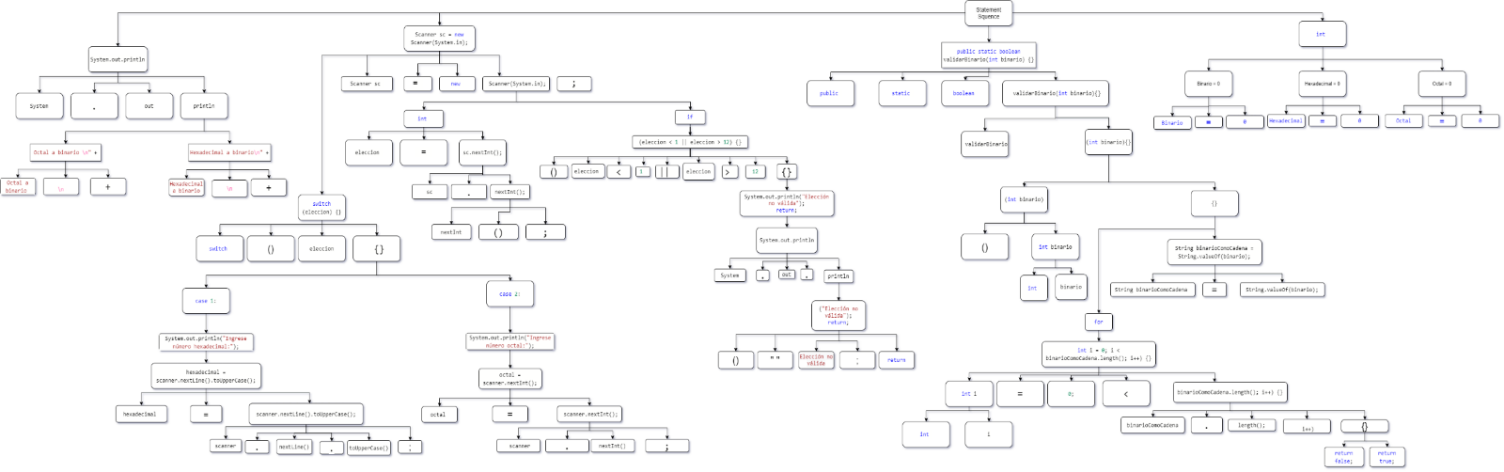 Statement
Siquence
System.out.println
Scanner sc = new
Scanner(System.in);
public static boolean
validerBinario(int binario) {}
int
System
.
out
println
Scanner sc
=
new
Scanner(System.in);
;
public
static
boolean
validerBinario(int binario){}
Binario = 0
Hexadecimal = 0
Octal = 0
Binario
=
0
Hexadecimal
=
0
Octal
=
0
Octal a binario \n" +
Hexadecimal a binario\n" +
Octal a
binario
\n
+
Hexadecimal
a binario
\n
+
int
if
eleccion
=
sc.nextInt();
(eleccion < 1 || eleccion > 12) {}
sc
.
nextInt();
nextInt
()
;
()
eleccion
<
1
||
eleccion
>
12
{}
validerBinario
(int binario){}
switch
(eleccion) {}
switch
()
eleccion
{}
System.out.println("Elección
no válida");
return;
System.out.println
System
.
out
.
println
("Elección no
válida");
return;
()
""
Elección no
válida
;
return
(int binario)
{}
()
int binario
int
binario
String binarioComoCadena =
String.valueOf(binario);
String binarioComoCadena
=
String.valueOf(binario);
case 1:
case 2:
System.out.println("Ingrese
número hexadecimal:");
System.out.println("Ingrese
número octal:");
hexadecimal =
scanner.nextLine().toUpperCase();
octal =
scanner.nextInt();
hexadecimal
=
scanner.nextLine().toUpperCase();
octal
=
scanner.nextInt();
scanner
.
nextLine()
.
toUpperCase()
;
scanner
.
nextInt()
;
for
int i = 0; i <
binarioComoCadena.length(); i++) {}
int i
=
0;
<
binarioComoCadena.length(); i++) {}
int
i
binarioComoCadena
.
length();
i++)
{}
return
false;
return
true;